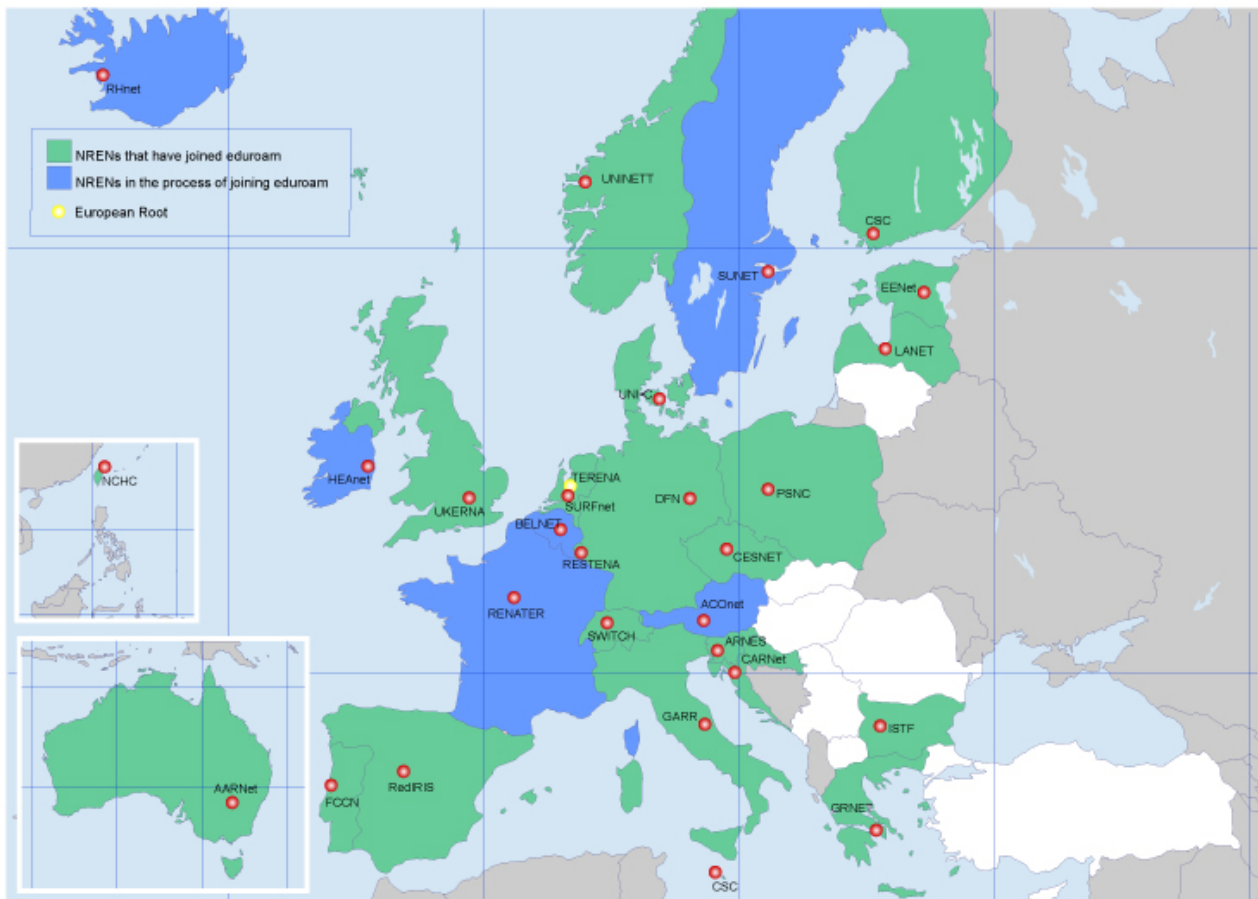 RHnet
NRENs that have joined eduroam
NRENs in the process of joining eduroam
European Root
UNINETT
CSC
SUNET
EENet
LANET
UNI•C
HEAnet
NCHC
UKERNA
TERENA
SURFnet
DFN
PSNC
BELNET
CESNET
RESTENA
RENATER
ACOnet
SWITCH
ARNES
CARNet
GARR
ISTF
RedIRIS
FCCN
AARNet
GRNET
CSC